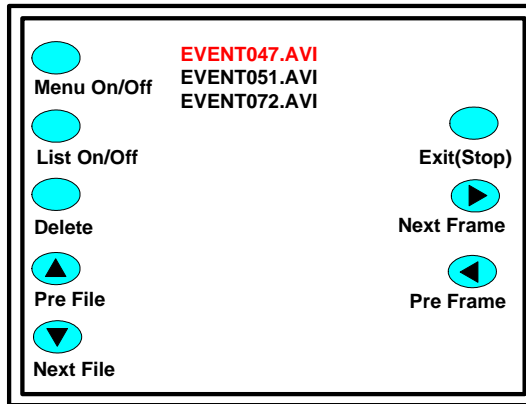 EVENT047.AVI
EVENT051.AVI
EVENT072.AVI
Menu On/Off
List On/Off
Exit(Stop)
Delete
Next Frame
Pre File
Pre Frame
Next File